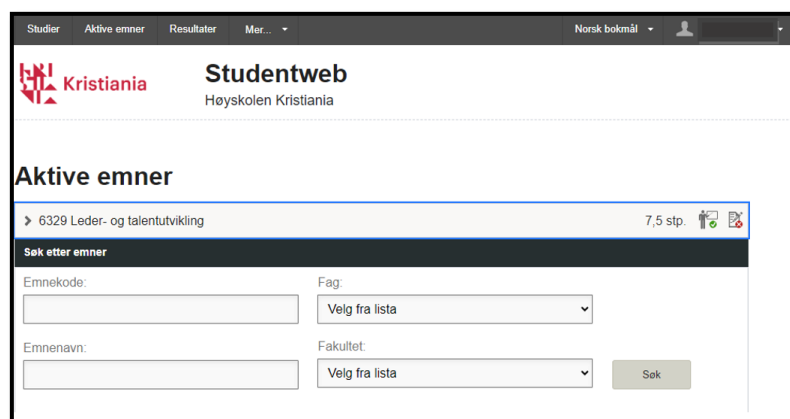 Studier Aktive emner Resultater Mer... Norsk bokmål
Kristiania
Studentweb
Høyskolen Kristiania
Aktive emner
6329 Leder- og talentutvikling 7,5 stp.
Søk etter emner
Emnekode: Fag:
Velg fra lista
Emnenavn: Fakultet:
Velg fra lista Søk